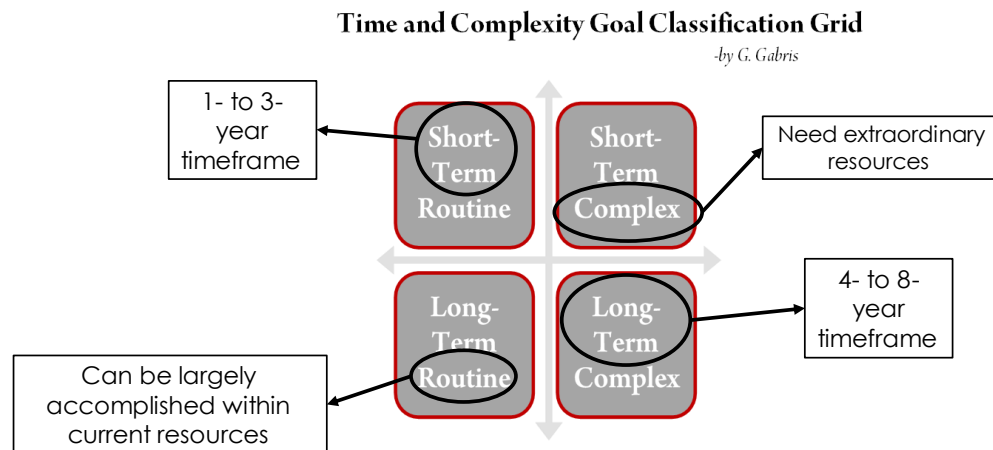 Time and Complexity Goal Classification Grid
-by G. Gabris
1- to 3-
year
timeframe
Short-
Term
Routine
Short-
Term
Complex
Need extraordinary
resources
Long-
Term
Routine
Long-
Term
Complex
4- to 8-
year
timeframe
Can be largely
accomplished within
current resources